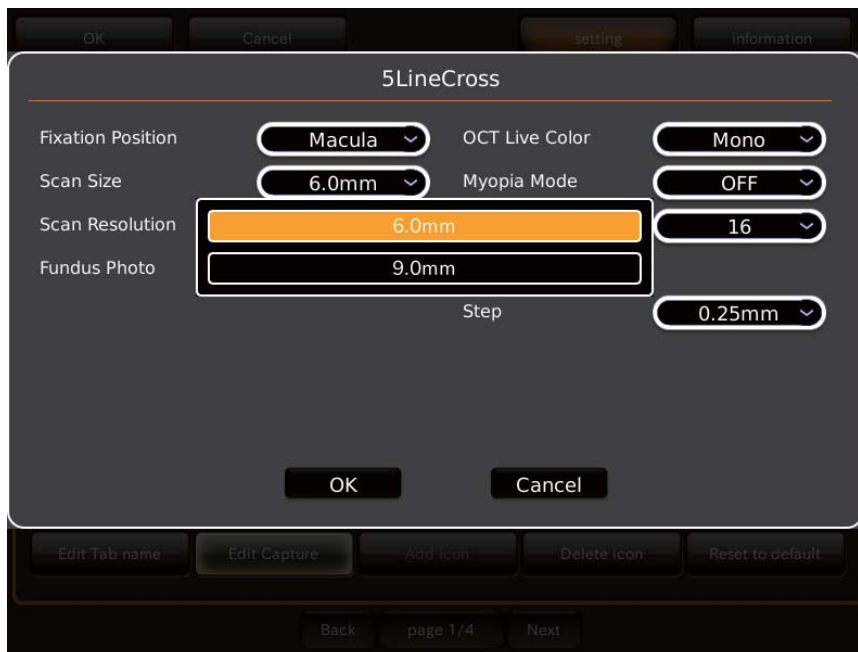 OK Cancel setting information
5LineCross
Fixation Position Macula OCT Live Color Mono
Scan Size 6.0mm Myopia Mode OFF
Scan Resolution 6.0mm 16
Fundus Photo 9.0mm
Step 0.25mm
OK Cancel
Edit Tab name Edit Capture Add icon Delete icon Reset to default
Back page 1/4 Next